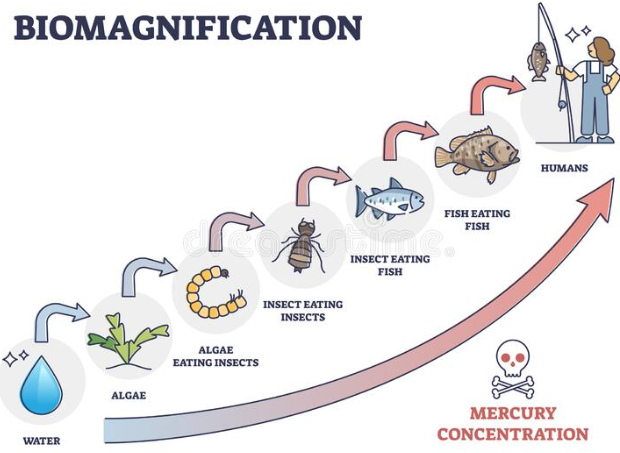 BIOMAGNIFICATION
HUMANS
FISH EATING
FISH
INSECT EATING
FISH
INSECT EATING
INSECTS
ALGAE
EATING INSECTS
ALGAE
WATER
MERCURY
CONCENTRATION
dreamstime.